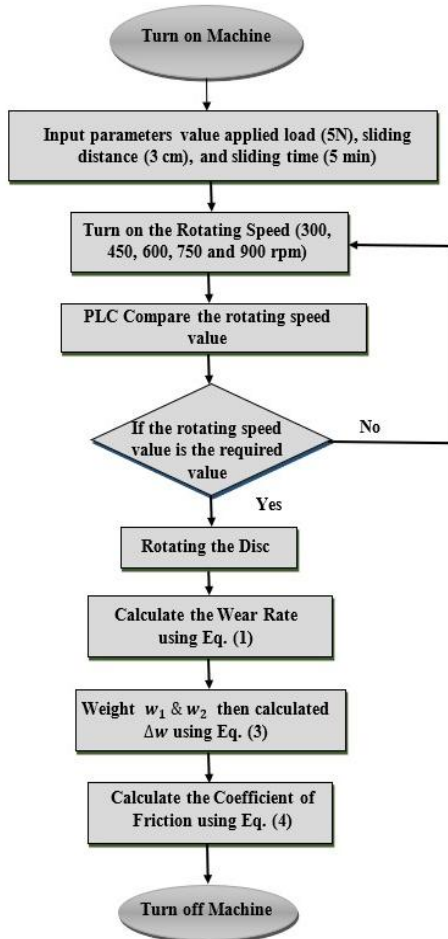 Turn on Machine
Input parameters value applied load (5N), sliding
distance (3 cm), and sliding time (5 min)
Turn on the Rotating Speed (300,
450, 600, 750 and 900 rpm)
PLC Compare the rotating speed
value
If the rotating speed
value is the required
value
No
Yes
Rotating the Disc
Calculate the Wear Rate
using Eq. (1)
Weight w₁ & w₂ then calculated
Δw using Eq. (3)
Calculate the Coefficient of
Friction using Eq. (4)
Turn off Machine